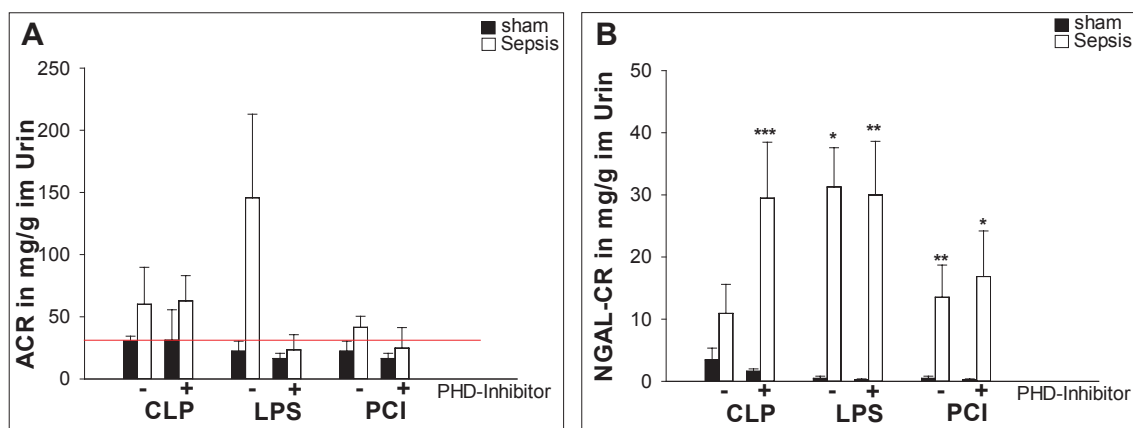 A
sham
Sepsis
ACR in mg/g im Urin
250
200
150
100
50
0
- + - + - + PHD-Inhibitor
CLP LPS PCI
B
sham
Sepsis
NGAL-CR in mg/g im Urin
50
40
30
20
10
0
*** * ** ** *
- + - + - + PHD-Inhibitor
CLP LPS PCI